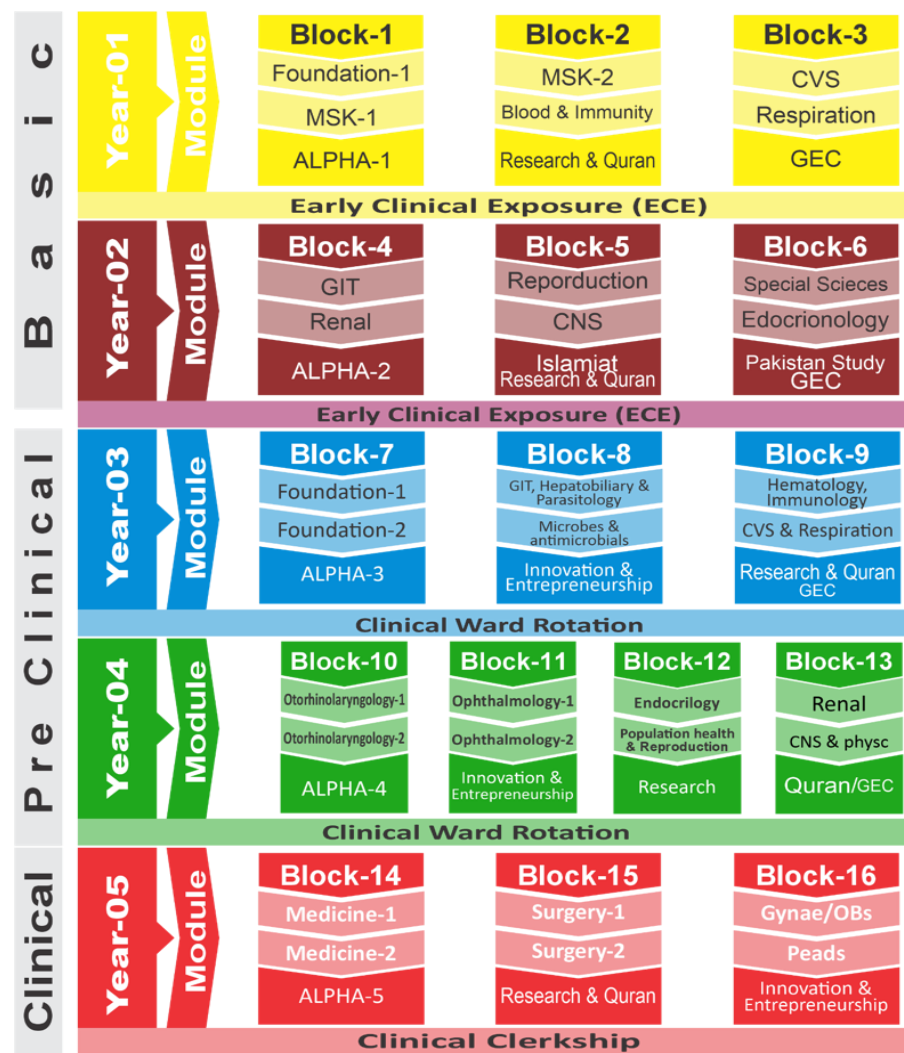 Basic
Year-01
Module
Block-1
Foundation-1
MSK-1
ALPHA-1
Block-2
MSK-2
Blood & Immunity
Research & Quran
Block-3
CVS
Respiration
GEC
Early Clinical Exposure (ECE)
Year-02
Module
Block-4
GIT
Renal
ALPHA-2
Block-5
Reporduction
CNS
Islamiat
Research & Quran
Block-6
Special Scieces
Edocrionology
Pakistan Study
GEC
Early Clinical Exposure (ECE)
Pre Clinical
Year-03
Module
Block-7
Foundation-1
Foundation-2
ALPHA-3
Block-8
GIT, Hepatobiliary &
Parasitology
Microbes &
antimicrobials
Innovation &
Entrepreneurship
Block-9
Hematology,
Immunology
CVS & Respiration
Research & Quran
GEC
Clinical Ward Rotation
Year-04
Module
Block-10
Otorhinolaryngology-1
Otorhinolaryngology-2
ALPHA-4
Block-11
Ophthalmology-1
Ophthalmology-2
Innovation &
Entrepreneurship
Block-12
Endocrilogy
Population health
& Reproduction
Research
Block-13
Renal
CNS & physc
Quran/GEC
Clinical Ward Rotation
Clinical
Year-05
Module
Block-14
Medicine-1
Medicine-2
ALPHA-5
Block-15
Surgery-1
Surgery-2
Research & Quran
Block-16
Gynae/OBs
Peads
Innovation &
Entrepreneurship
Clinical Clerkship